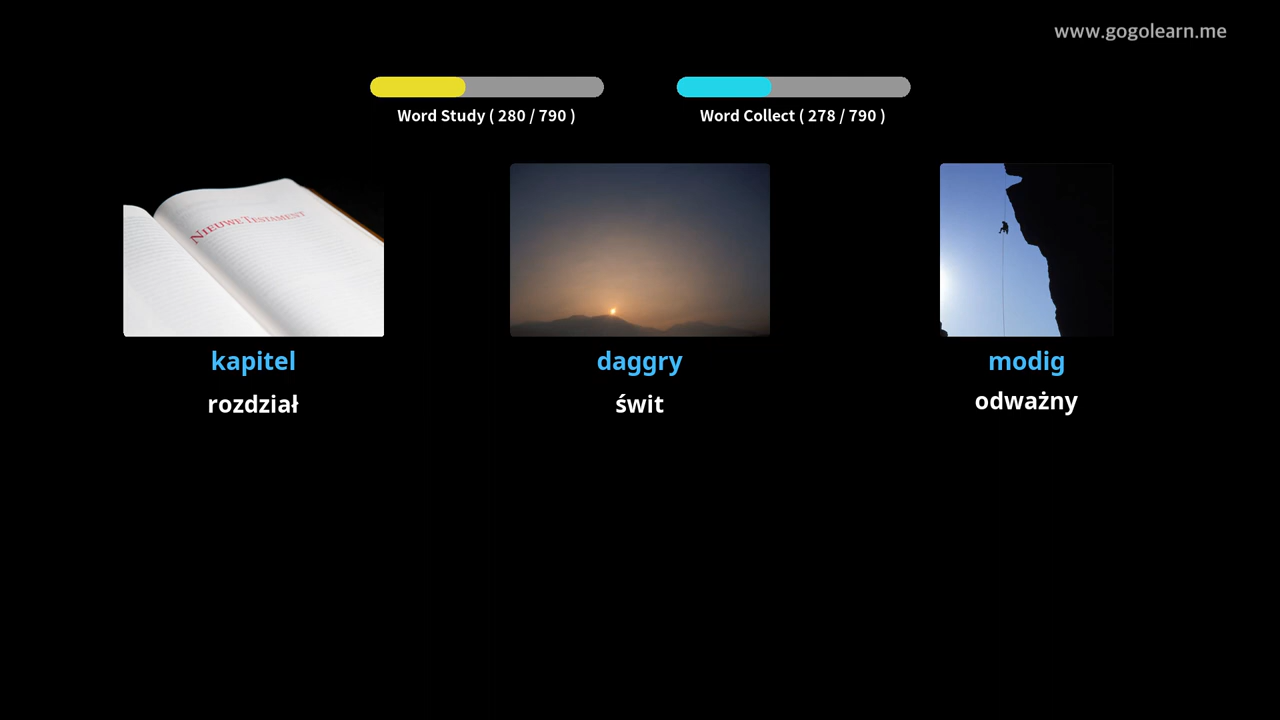 www.gogolearn.me
Word Study ( 280 / 790 )
Word Collect ( 278 / 790 )
NIEUWE TESTAMENT
kapitel
daggry
modig
rozdział
świt
odważny